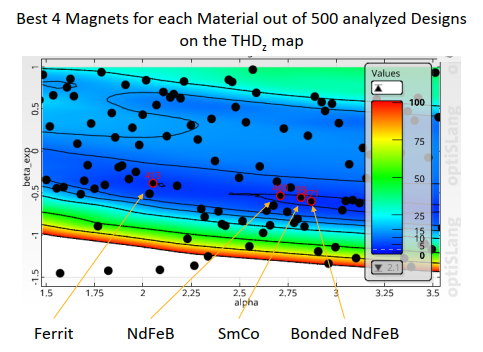 Best 4 Magnets for each Material out of 500 analyzed Designs
on the THDz map
Values
100
75
50
25
15
10
5
0
2.1
1
0.5
0
-0.5
-1
-1.5
beta_exp
1.5
1.75
2
2.25
2.5
2.75
3
3.25
3.5
alpha
optiSLang
optiSLang
Ferrit
NdFeB
SmCo
Bonded NdFeB